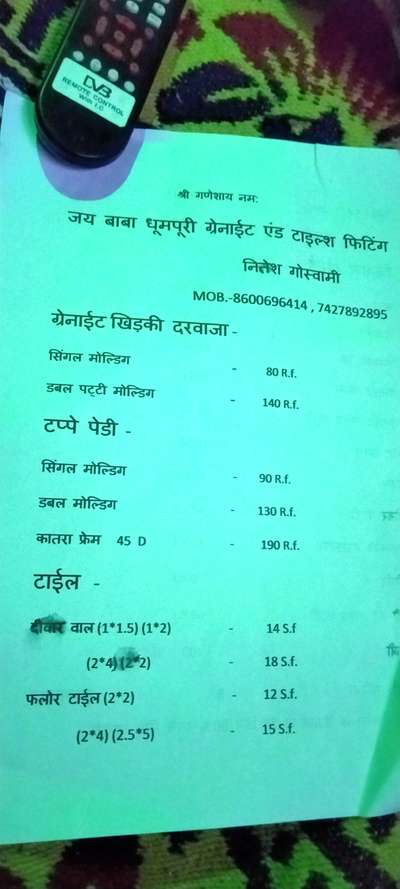 DVB
REMOTE CONTROL
With I.C
श्री गणेशाय नम:
जय बाबा धूमपूरी ग्रेनाईट एंड टाइल्श फिटिंग
नितेश गोस्वामी
MOB.-8600696414 , 7427892895
ग्रेनाईट खिड़की दरवाजा -
सिंगल मोल्डिग - 80 R.f.
डबल पट्टी मोल्डिग - 140 R.f.
टप्पे पेडी -
सिंगल मोल्डिग - 90 R.f.
डबल मोल्डिग - 130 R.f.
कातरा फ्रेम 45 D - 190 R.f.
टाईल -
दीवार वाल (1*1.5) (1*2) - 14 S.f
(2*4) (2*2) - 18 S.f.
फलोर टाईल (2*2) - 12 S.f.
(2*4) (2.5*5) - 15 S.f.